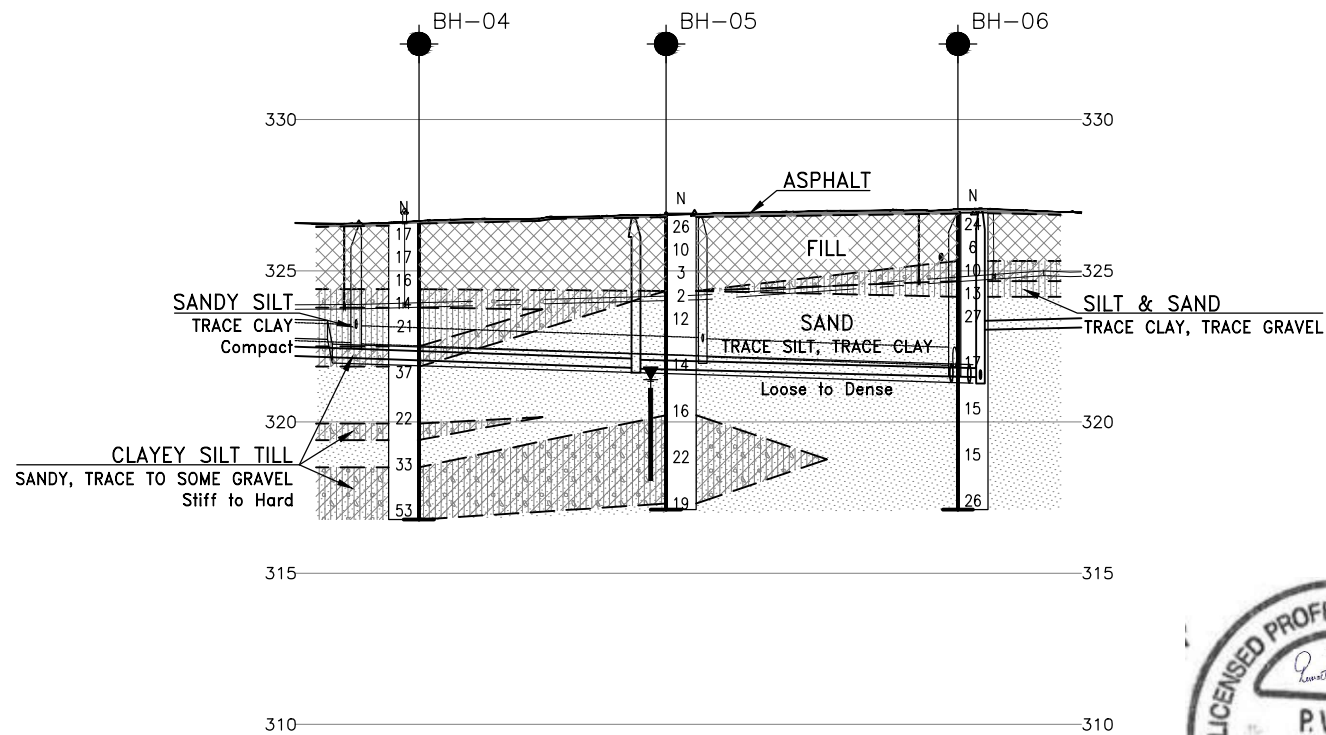 BH-04
BH-05
BH-06
330
330
N
N
N
ASPHALT
17
17
16
14
21
37
22
33
53
26
10
3
2
12
14
16
22
19
24
6
10
13
27
17
15
15
26
FILL
325
325
SANDY SILT
TRACE CLAY
Compact
SAND
TRACE SILT, TRACE CLAY
Loose to Dense
SILT & SAND
TRACE CLAY, TRACE GRAVEL
320
320
CLAYEY SILT TILL
SANDY, TRACE TO SOME GRAVEL
Stiff to Hard
315
315
310
310
LICENSED